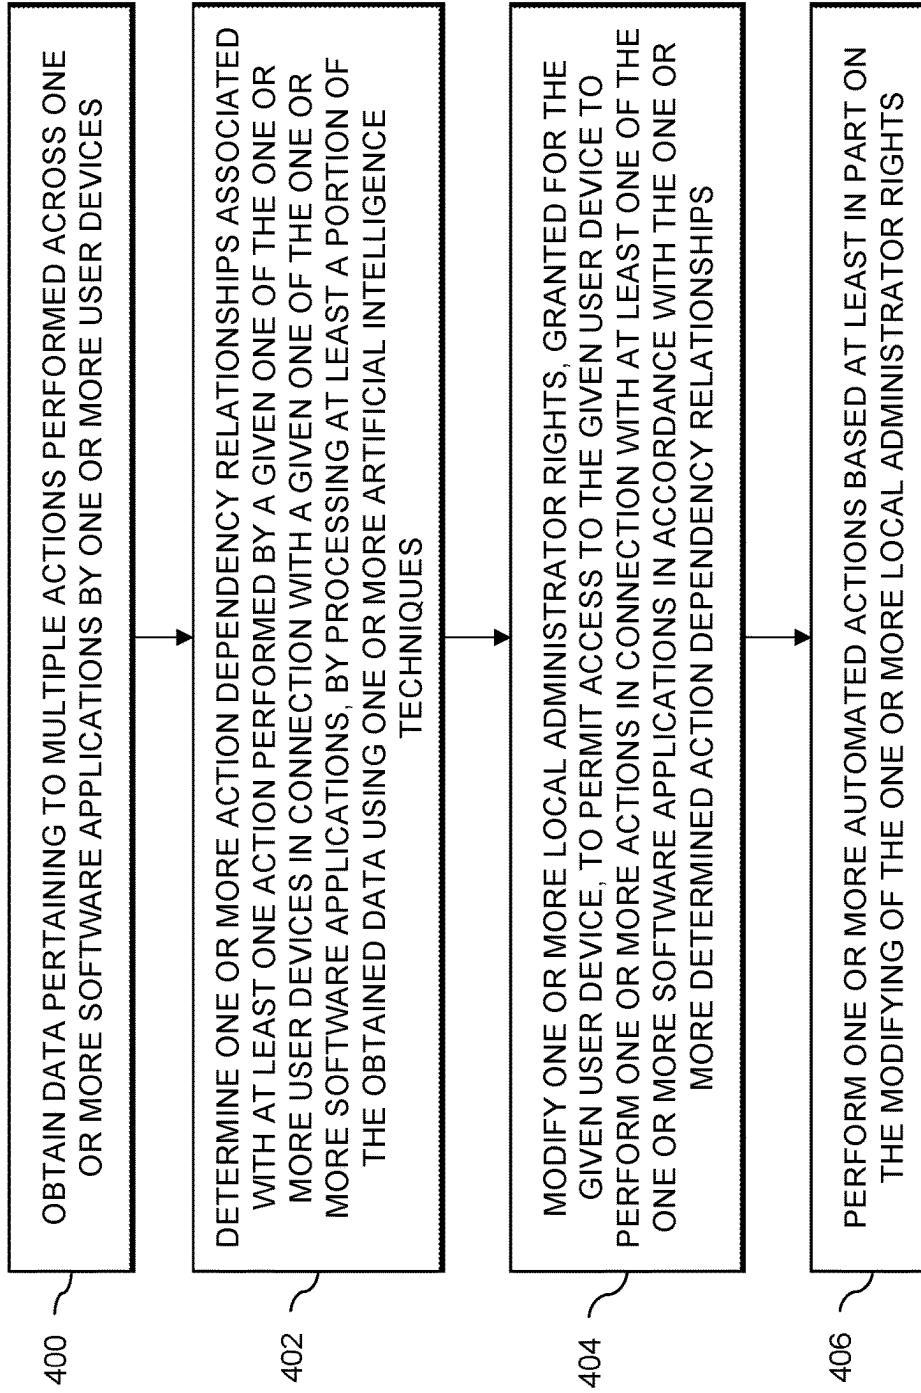 400
OBTAIN DATA PERTAINING TO MULTIPLE ACTIONS PERFORMED ACROSS ONE
OR MORE SOFTWARE APPLICATIONS BY ONE OR MORE USER DEVICES
402
DETERMINE ONE OR MORE ACTION DEPENDENCY RELATIONSHIPS ASSOCIATED
WITH AT LEAST ONE ACTION PERFORMED BY A GIVEN ONE OF THE ONE OR
MORE USER DEVICES IN CONNECTION WITH A GIVEN ONE OF THE ONE OR
MORE SOFTWARE APPLICATIONS, BY PROCESSING AT LEAST A PORTION OF
THE OBTAINED DATA USING ONE OR MORE ARTIFICIAL INTELLIGENCE
TECHNIQUES
404
MODIFY ONE OR MORE LOCAL ADMINISTRATOR RIGHTS, GRANTED FOR THE
GIVEN USER DEVICE, TO PERMIT ACCESS TO THE GIVEN USER DEVICE TO
PERFORM ONE OR MORE ACTIONS IN CONNECTION WITH AT LEAST ONE OF THE
ONE OR MORE SOFTWARE APPLICATIONS IN ACCORDANCE WITH THE ONE OR
MORE DETERMINED ACTION DEPENDENCY RELATIONSHIPS
406
PERFORM ONE OR MORE AUTOMATED ACTIONS BASED AT LEAST IN PART ON
THE MODIFYING OF THE ONE OR MORE LOCAL ADMINISTRATOR RIGHTS